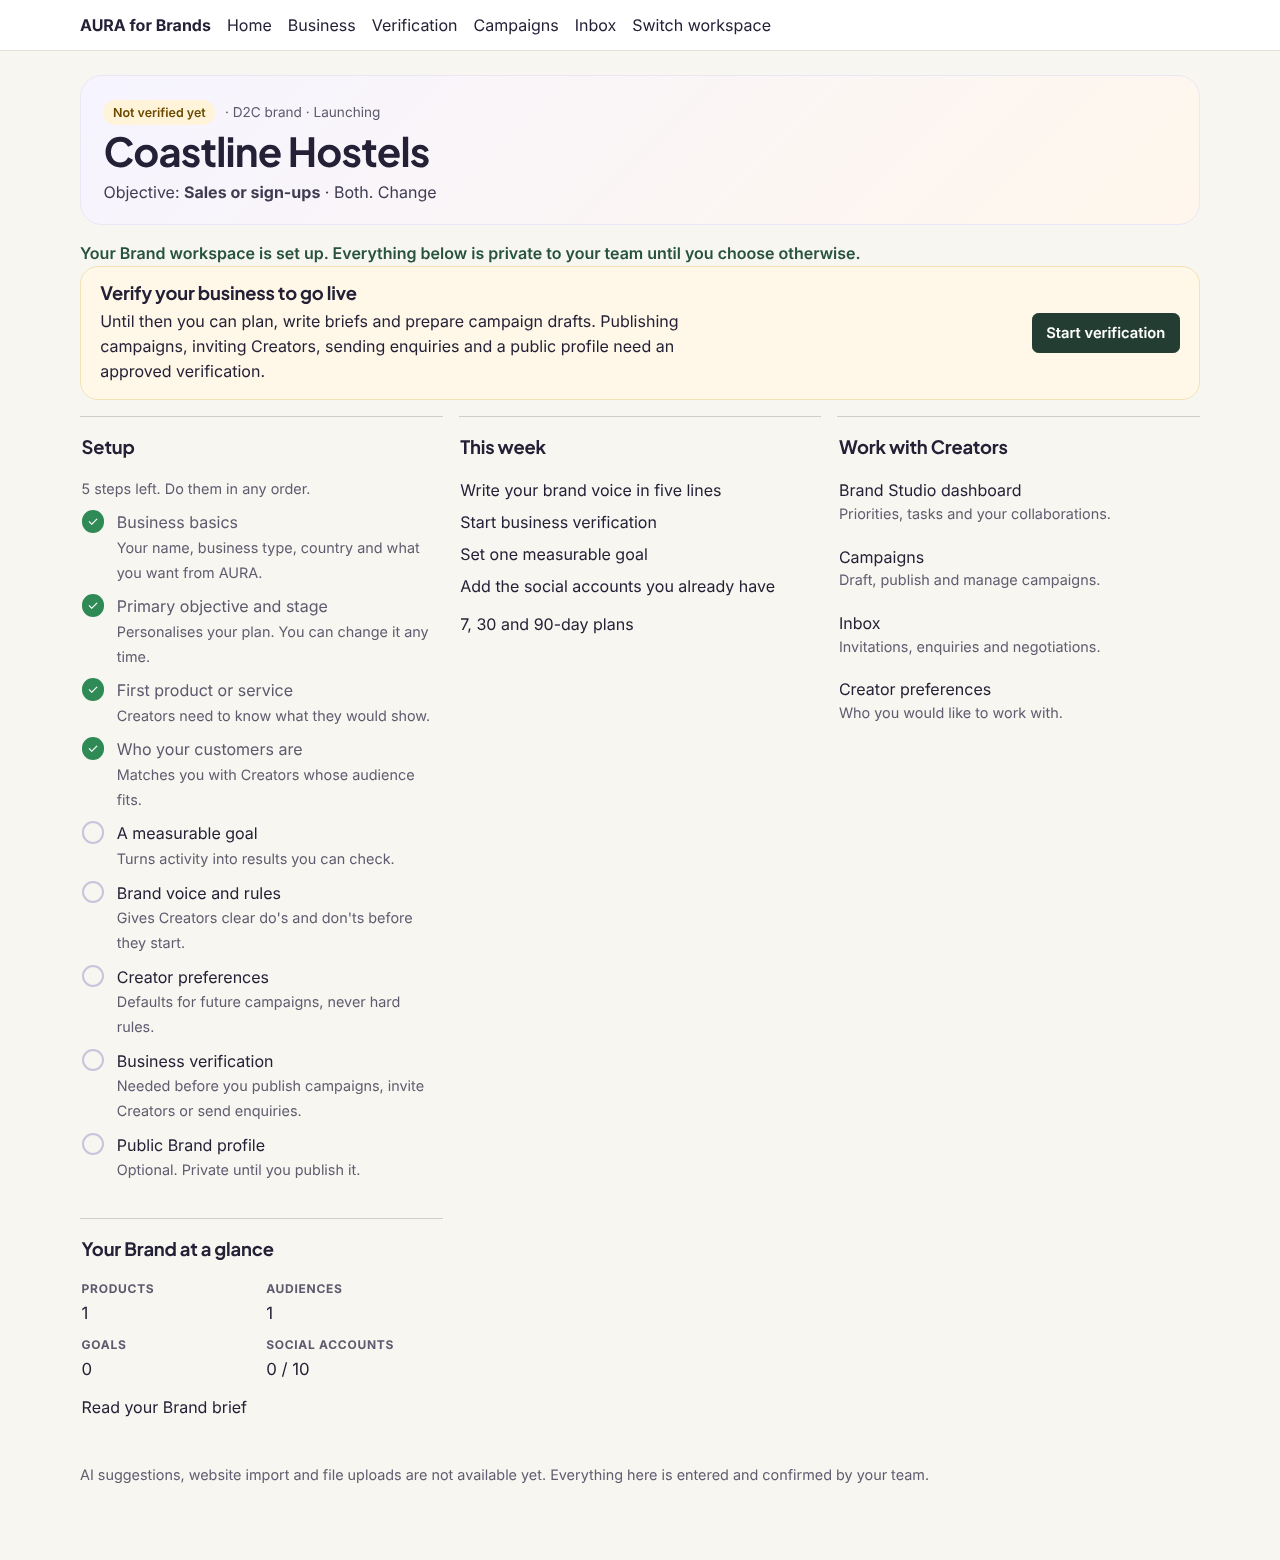 AURA for Brands Home Business Verification Campaigns Inbox Switch workspace
Not verified yet · D2C brand · Launching
Coastline Hostels
Objective: Sales or sign-ups · Both. Change
Your Brand workspace is set up. Everything below is private to your team until you choose otherwise.
Verify your business to go live
Until then you can plan, write briefs and prepare campaign drafts. Publishing
campaigns, inviting Creators, sending enquiries and a public profile need an
approved verification.
Start verification
Setup
5 steps left. Do them in any order.
Business basics
Your name, business type, country and what
you want from AURA.
Primary objective and stage
Personalises your plan. You can change it any
time.
First product or service
Creators need to know what they would show.
Who your customers are
Matches you with Creators whose audience
fits.
A measurable goal
Turns activity into results you can check.
Brand voice and rules
Gives Creators clear do's and don'ts before
they start.
Creator preferences
Defaults for future campaigns, never hard
rules.
Business verification
Needed before you publish campaigns, invite
Creators or send enquiries.
Public Brand profile
Optional. Private until you publish it.
This week
Write your brand voice in five lines
Start business verification
Set one measurable goal
Add the social accounts you already have
7, 30 and 90-day plans
Work with Creators
Brand Studio dashboard
Priorities, tasks and your collaborations.
Campaigns
Draft, publish and manage campaigns.
Inbox
Invitations, enquiries and negotiations.
Creator preferences
Who you would like to work with.
Your Brand at a glance
PRODUCTS
1
AUDIENCES
1
GOALS
0
SOCIAL ACCOUNTS
0 / 10
Read your Brand brief
AI suggestions, website import and file uploads are not available yet. Everything here is entered and confirmed by your team.